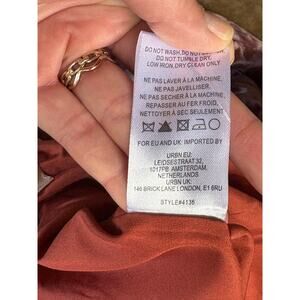 DO NOT WASH. DO NOT BLEACH.
DO NOT TUMBLE DRY.
LOW IRON. DRY CLEAN ONLY
NE PAS LAVER À LA MACHINE.
NE PAS JAVELLISER.
NE PAS SECHER A LA MACHINE.
REPASSER AU FER FROID,
NETTOYER A SEC SEULEMENT
FOR EU AND UK: IMPORTED BY
URBN EU:
LEIDSESTRAAT 32,
1017PB AMSTERDAM,
NETHERLANDS
URBN UK:
146 BRICK LANE LONDON, E1 6RU
STYLE#4136